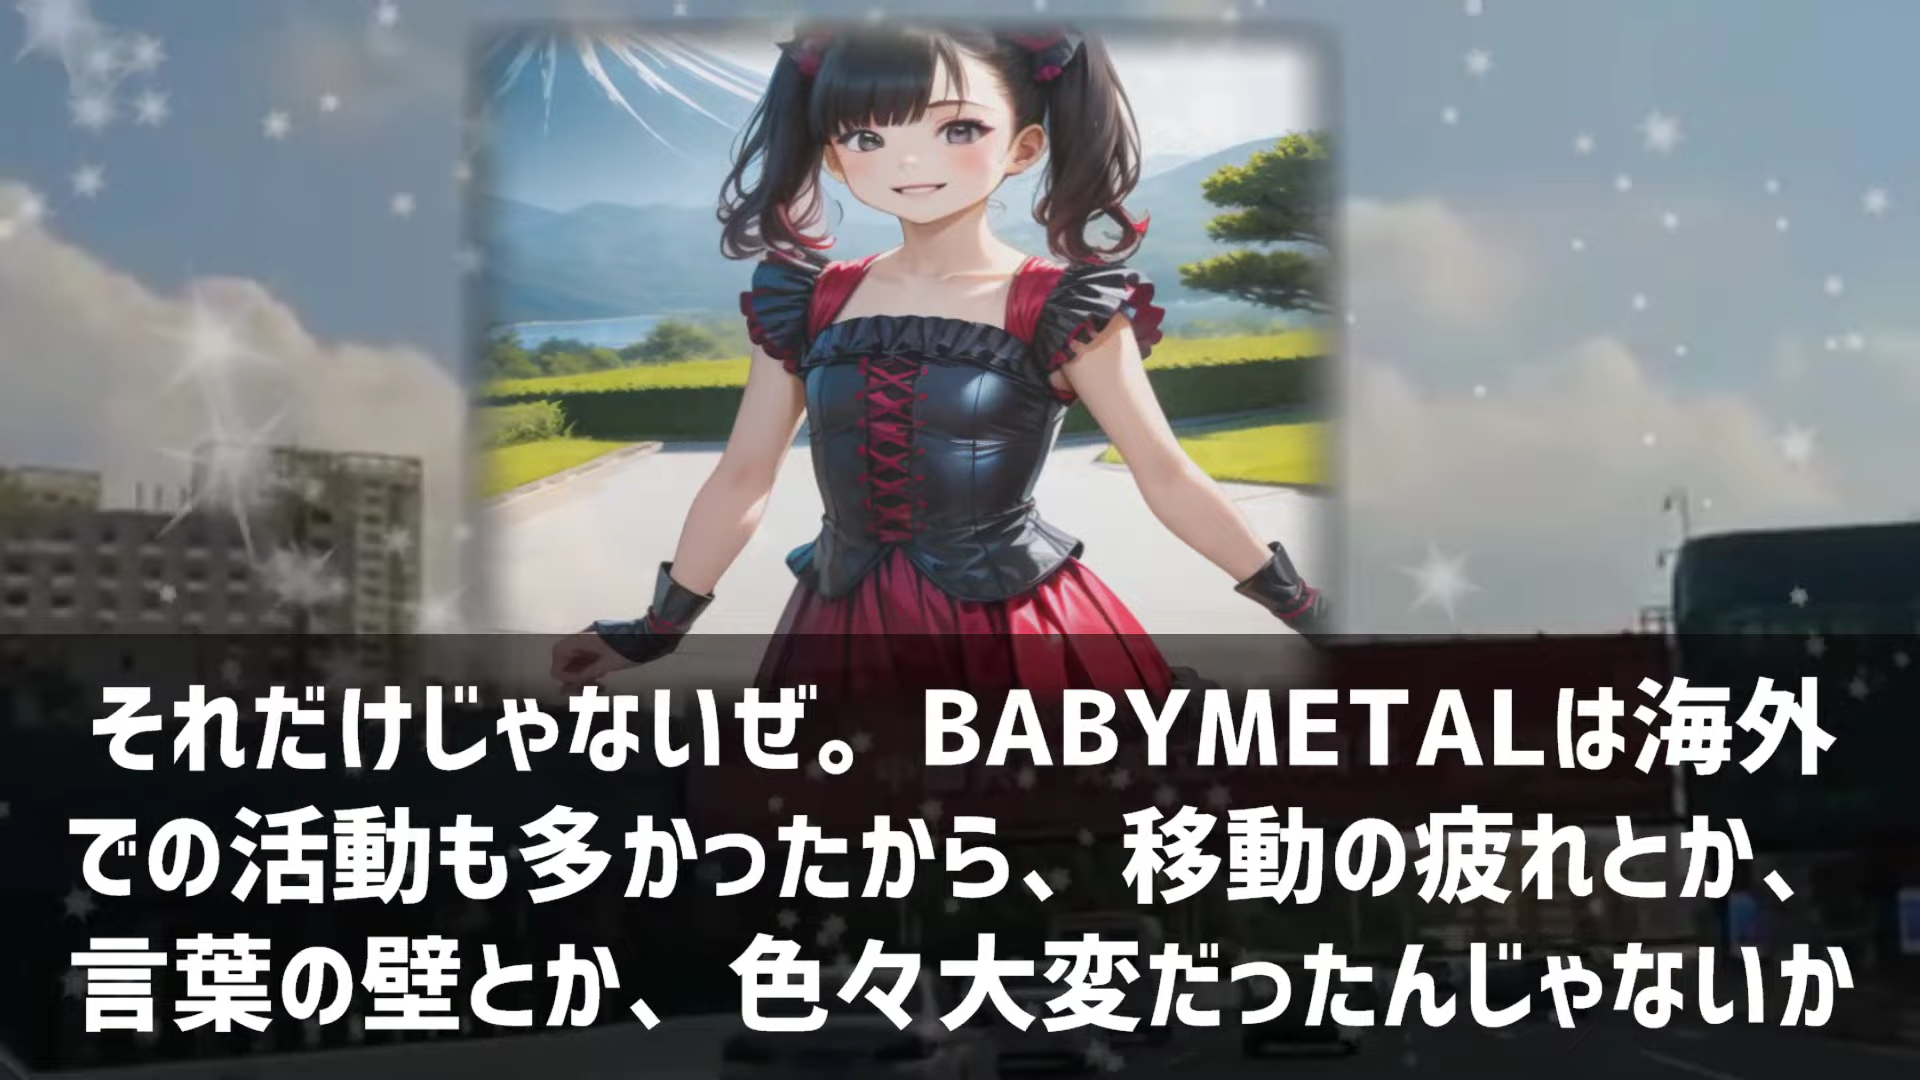 それだけじゃないぜ。BABYMETALは海外
での活動も多かったから、移動の疲れとか、
言葉の壁とか、色々大変だったんじゃないか